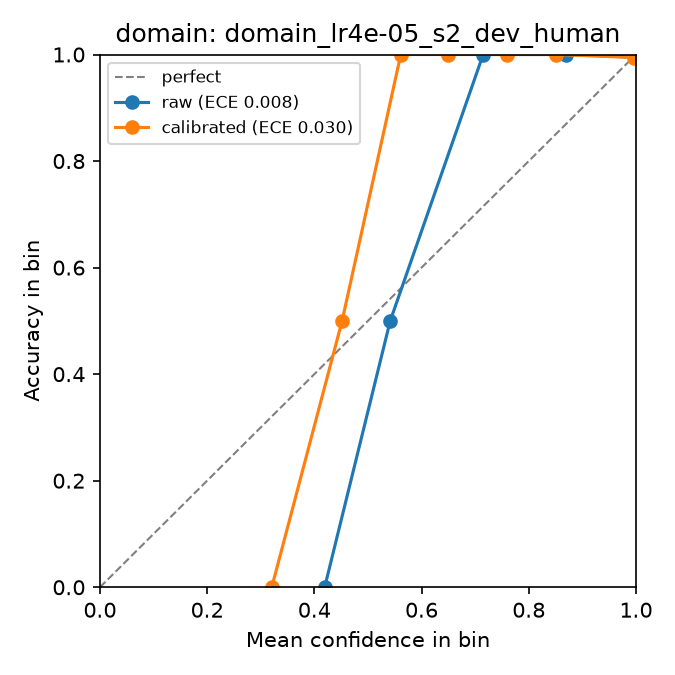 domain: domain_lr4e-05_s2_dev_human
perfect
raw (ECE 0.008)
calibrated (ECE 0.030)
1.0
0.8
0.6
0.4
0.2
0.0
Accuracy in bin
0.0 0.2 0.4 0.6 0.8 1.0
Mean confidence in bin